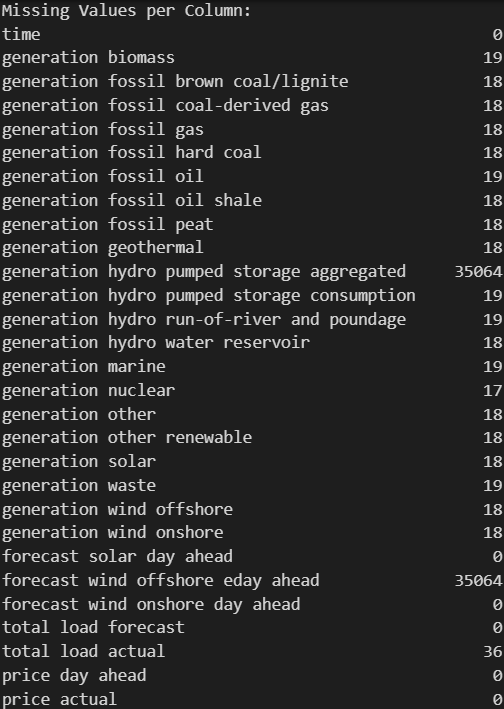 Missing Values per Column:
time 0
generation biomass 19
generation fossil brown coal/lignite 18
generation fossil coal-derived gas 18
generation fossil gas 18
generation fossil hard coal 18
generation fossil oil 19
generation fossil oil shale 18
generation fossil peat 18
generation geothermal 18
generation hydro pumped storage aggregated 35064
generation hydro pumped storage consumption 19
generation hydro run-of-river and poundage 19
generation hydro water reservoir 18
generation marine 19
generation nuclear 17
generation other 18
generation other renewable 18
generation solar 18
generation waste 19
generation wind offshore 18
generation wind onshore 18
forecast solar day ahead 0
forecast wind offshore eday ahead 35064
forecast wind onshore day ahead 0
total load forecast 0
total load actual 36
price day ahead 0
price actual 0